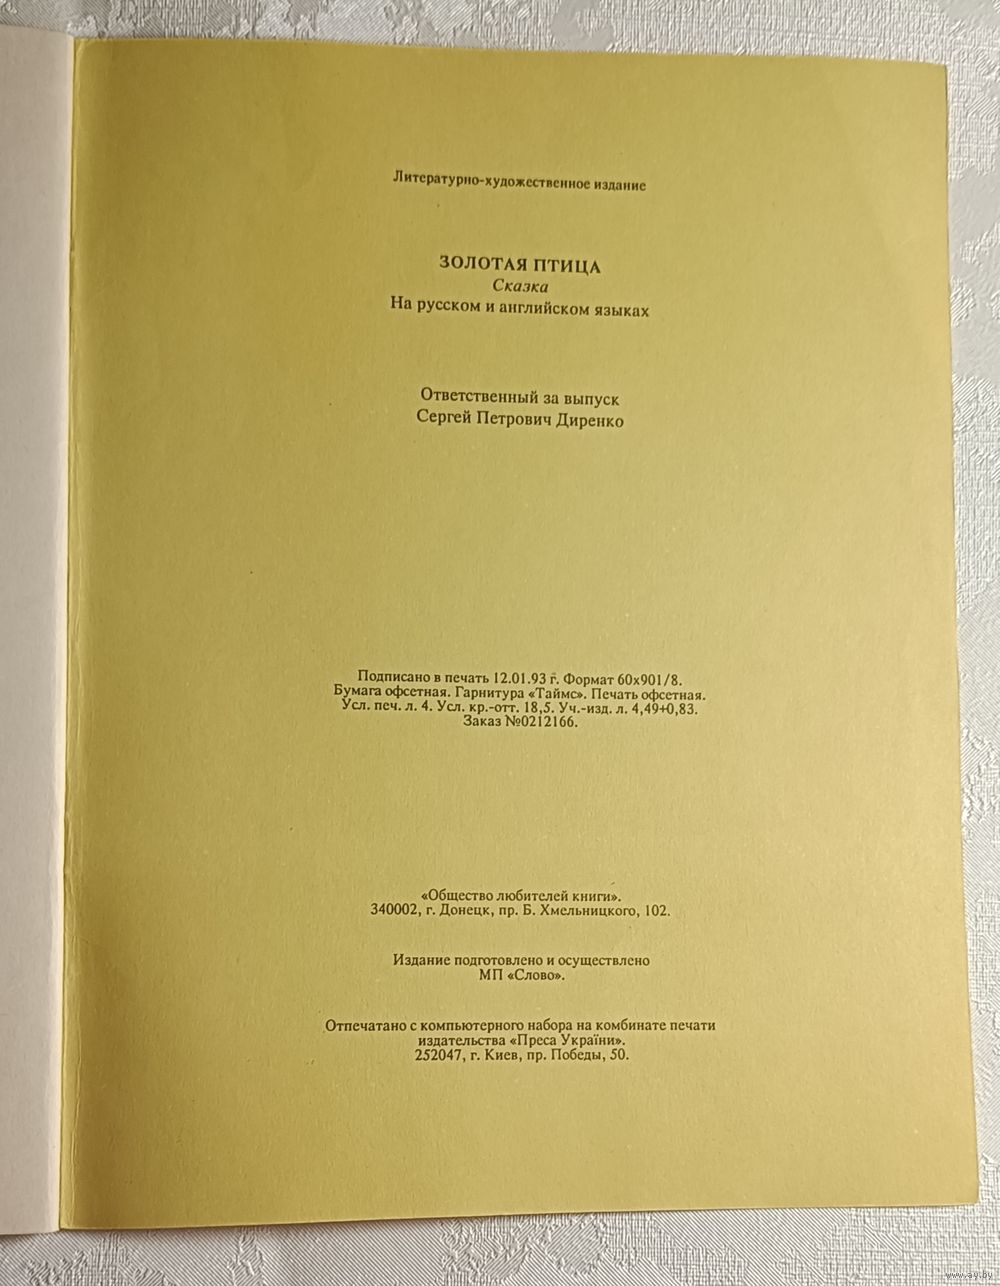 Литературно-художественное издание
ЗОЛОТАЯ ПТИЦА
Сказка
На русском и английском языках
Ответственный за выпуск
Сергей Петрович Диренко
Подписано в печать 12.01.93 г. Формат 60х901/8.
Бумага офсетная. Гарнитура «Таймс». Печать офсетная.
Усл. печ. л. 4. Усл. кр.-отт. 18,5. Уч.-изд. л. 4,49+0,83.
Заказ №0212166.
«Общество любителей книги».
340002, г. Донецк, пр. Б. Хмельницкого, 102.
Издание подготовлено и осуществлено
МП «Слово».
Отпечатано с компьютерного набора на комбинате печати
издательства «Преса України».
252047, г. Киев, пр. Победы, 50.
www.ay.by